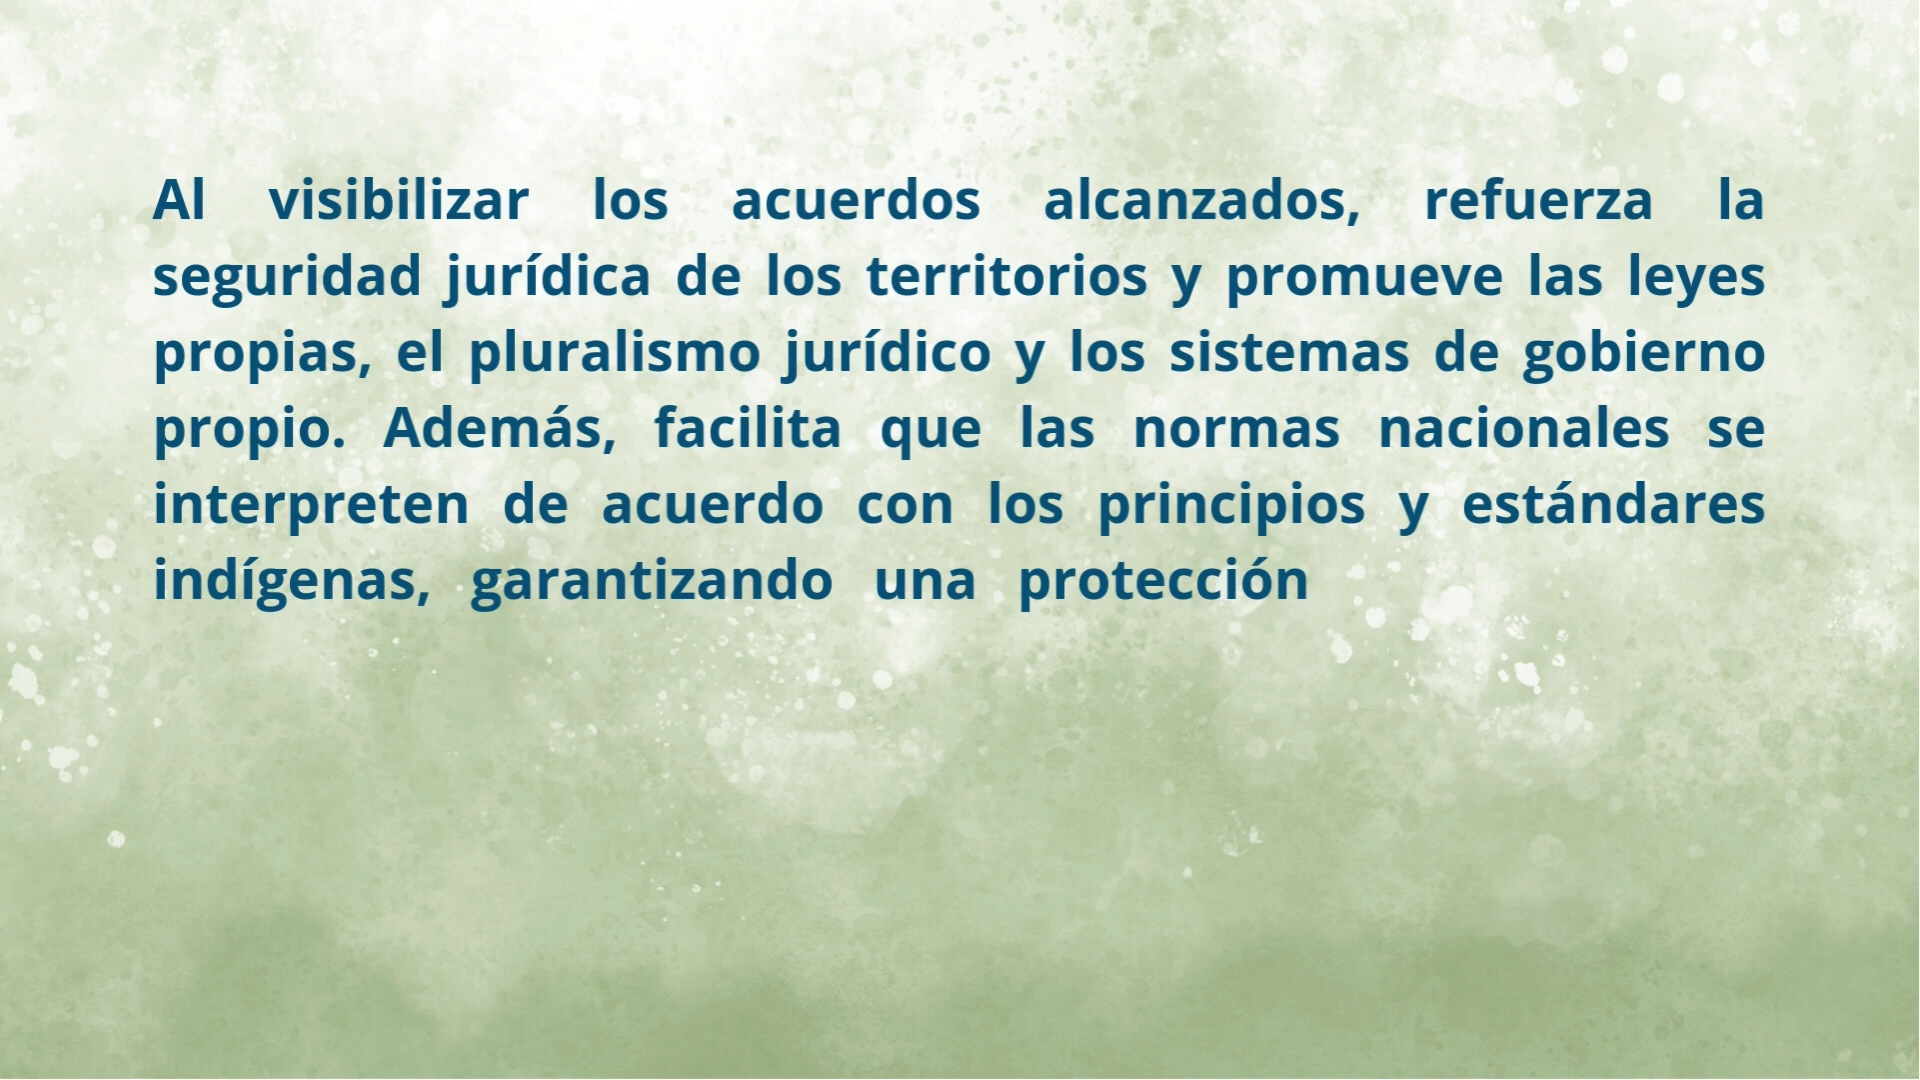 Al visibilizar los acuerdos alcanzados, refuerza la
seguridad jurídica de los territorios y promueve las leyes
propias, el pluralismo jurídico y los sistemas de gobierno
propio. Además, facilita que las normas nacionales se
interpreten de acuerdo con los principios y estándares
indígenas, garantizando una protección